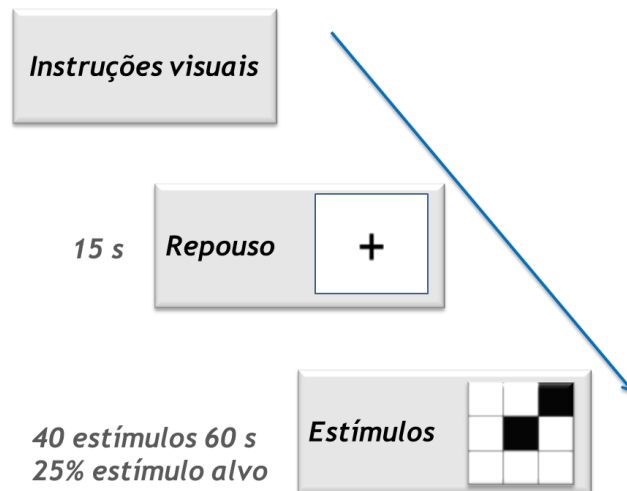 Instruções visuais
15 s
Repouso
+
Estímulos
40 estímulos 60 s
25% estímulo alvo